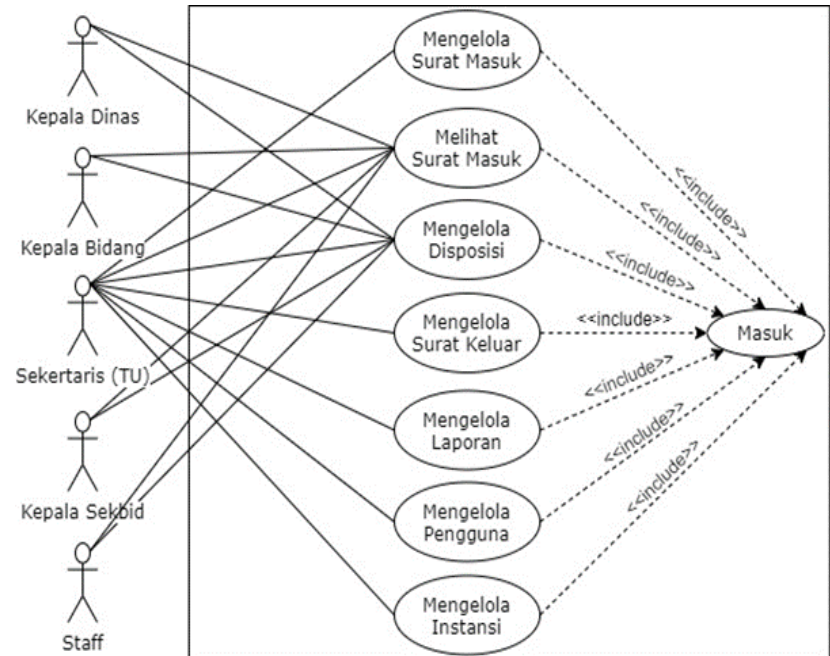 Kepala Dinas
Kepala Bidang
Sekertaris (TU)
Kepala Sekbid
Staff
Mengelola
Surat Masuk
Melihat
Surat Masuk
Mengelola
Disposisi
Mengelola
Surat Keluar
Mengelola
Laporan
Mengelola
Pengguna
Mengelola
Instansi
<<include>>
<<include>>
<<include>>
<<include>>
<<include>>
<<include>>
<<include>>
Masuk